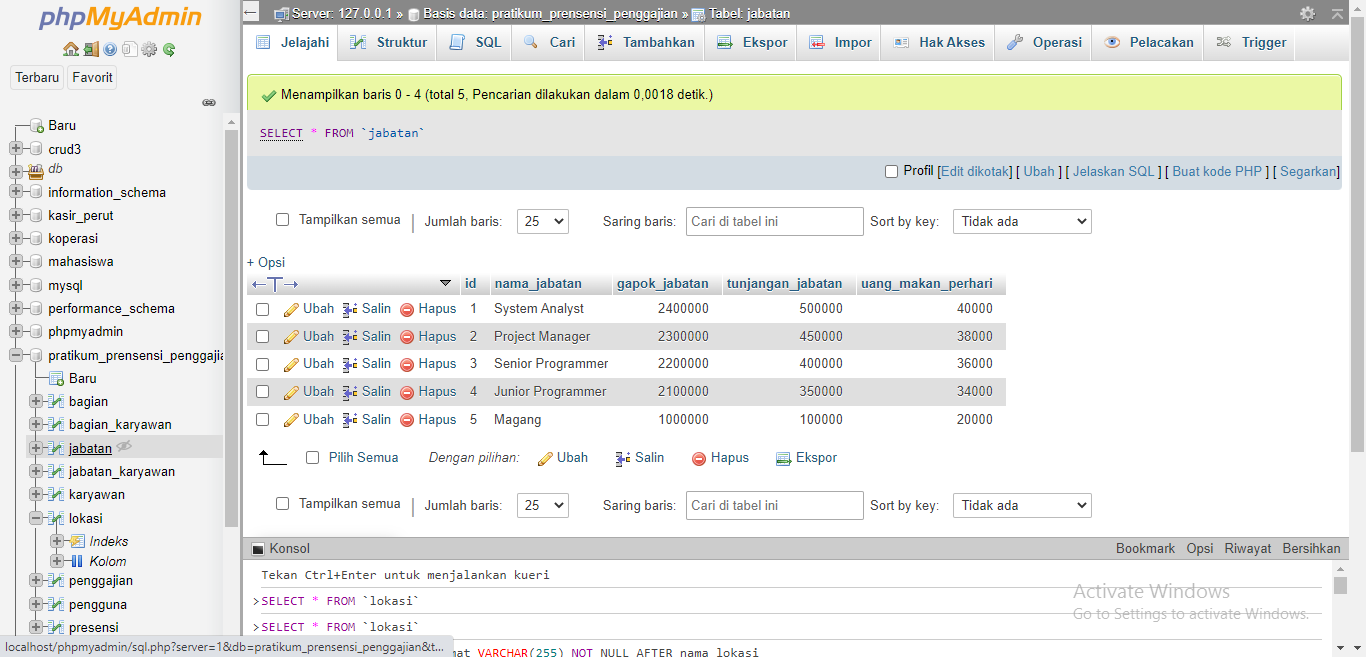 phpMyAdmin
Terbaru Favorit
Baru
crud3
db
information_schema
kasir_perut
koperasi
mahasiswa
mysql
performance_schema
phpmyadmin
pratikum_prensensi_penggajia
Baru
bagian
bagian_karyawan
jabatan
jabatan_karyawan
karyawan
lokasi
Indeks
Kolom
penggajian
pengguna
presensi
localhost/phpmyadmin/sql.php?server=1&db=pratikum_prensensi_penggajian&t...
Server: 127.0.0.1 » Basis data: pratikum_prensensi_penggajian » Tabel: jabatan
Jelajahi Struktur SQL Cari Tambahkan Ekspor Impor Hak Akses Operasi Pelacakan Trigger
Menampilkan baris 0 - 4 (total 5, Pencarian dilakukan dalam 0,0018 detik.)
SELECT * FROM `jabatan`
Profil [Edit dikotak] [ Ubah ] [ Jelaskan SQL ] [ Buat kode PHP ] [ Segarkan]
Tampilkan semua | Jumlah baris: 25 Saring baris: Cari di tabel ini Sort by key: Tidak ada
+ Opsi
←T→ id nama_jabatan gapok_jabatan tunjangan_jabatan uang_makan_perhari
Ubah Salin Hapus 1 System Analyst 2400000 500000 40000
Ubah Salin Hapus 2 Project Manager 2300000 450000 38000
Ubah Salin Hapus 3 Senior Programmer 2200000 400000 36000
Ubah Salin Hapus 4 Junior Programmer 2100000 350000 34000
Ubah Salin Hapus 5 Magang 1000000 100000 20000
Pilih Semua Dengan pilihan: Ubah Salin Hapus Ekspor
Tampilkan semua | Jumlah baris: 25 Saring baris: Cari di tabel ini Sort by key: Tidak ada
Konsol Bookmark Opsi Riwayat Bersihkan
Tekan Ctrl+Enter untuk menjalankan kueri
>SELECT * FROM `lokasi`
>SELECT * FROM `lokasi`
mat VARCHAR(255) NOT NULL AFTER nama_lokasi
Activate Windows
Go to Settings to activate Windows.